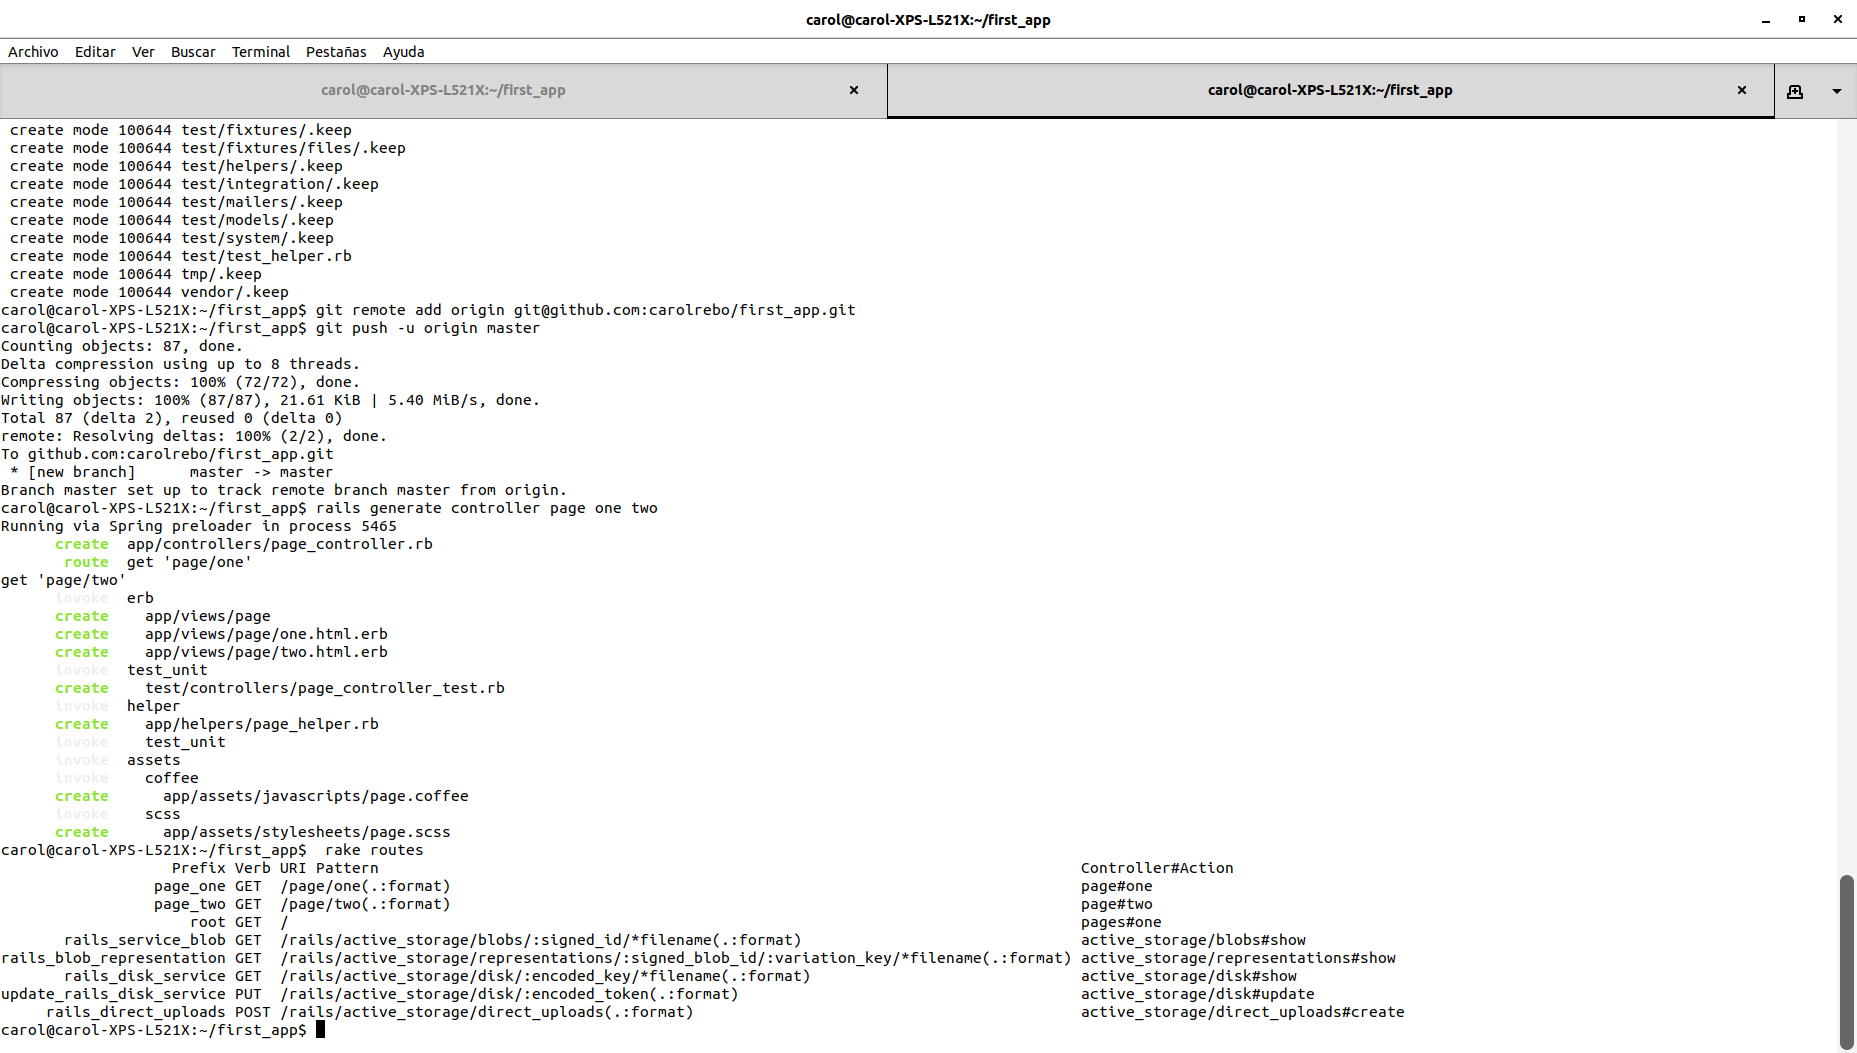 carol@carol-XPS-L521X:~/first_app
Archivo Editar Ver Buscar Terminal Pestañas Ayuda
carol@carol-XPS-L521X:~/first_app carol@carol-XPS-L521X:~/first_app
create mode 100644 test/fixtures/.keep
create mode 100644 test/fixtures/files/.keep
create mode 100644 test/helpers/.keep
create mode 100644 test/integration/.keep
create mode 100644 test/mailers/.keep
create mode 100644 test/models/.keep
create mode 100644 test/system/.keep
create mode 100644 test/test_helper.rb
create mode 100644 tmp/.keep
create mode 100644 vendor/.keep
carol@carol-XPS-L521X:~/first_app$ git remote add origin git@github.com:carolrebo/first_app.git
carol@carol-XPS-L521X:~/first_app$ git push -u origin master
Counting objects: 87, done.
Delta compression using up to 8 threads.
Compressing objects: 100% (72/72), done.
Writing objects: 100% (87/87), 21.61 KiB | 5.40 MiB/s, done.
Total 87 (delta 2), reused 0 (delta 0)
remote: Resolving deltas: 100% (2/2), done.
To github.com:carolrebo/first_app.git
* [new branch]      master -> master
Branch master set up to track remote branch master from origin.
carol@carol-XPS-L521X:~/first_app$ rails generate controller page one two
Running via Spring preloader in process 5465
create  app/controllers/page_controller.rb
route  get 'page/one'
get 'page/two'
invoke  erb
create    app/views/page
create    app/views/page/one.html.erb
create    app/views/page/two.html.erb
invoke  test_unit
create    test/controllers/page_controller_test.rb
invoke  helper
create    app/helpers/page_helper.rb
invoke    test_unit
invoke  assets
invoke    coffee
create      app/assets/javascripts/page.coffee
invoke    scss
create      app/assets/stylesheets/page.scss
carol@carol-XPS-L521X:~/first_app$  rake routes
Prefix Verb URI Pattern Controller#Action
page_one GET  /page/one(.:format) page#one
page_two GET  /page/two(.:format) page#two
root GET  / pages#one
rails_service_blob GET  /rails/active_storage/blobs/:signed_id/*filename(.:format) active_storage/blobs#show
rails_blob_representation GET  /rails/active_storage/representations/:signed_blob_id/:variation_key/*filename(.:format) active_storage/representations#show
rails_disk_service GET  /rails/active_storage/disk/:encoded_key/*filename(.:format) active_storage/disk#show
update_rails_disk_service PUT  /rails/active_storage/disk/:encoded_token(.:format) active_storage/disk#update
rails_direct_uploads POST /rails/active_storage/direct_uploads(.:format) active_storage/direct_uploads#create
carol@carol-XPS-L521X:~/first_app$